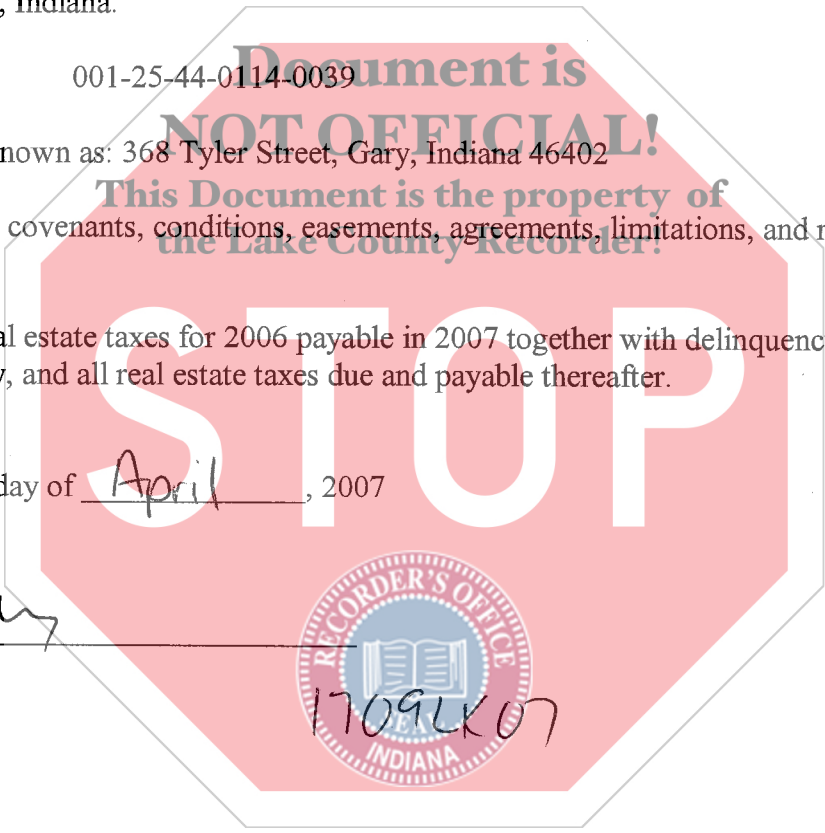 , Indiana.
Document is
001-25-44-0114-0039
NOT OFFICIAL!
nown as: 368 Tyler Street, Gary, Indiana 46402
This Document is the property of
covenants, conditions, easements, agreements, limitations, and r
the Lake County Recorder!
al estate taxes for 2006 payable in 2007 together with delinquenc
, and all real estate taxes due and payable thereafter.
STOP
day of April, 2007
RECORDER'S OFFICE
1709LK07
SEAL
INDIANA